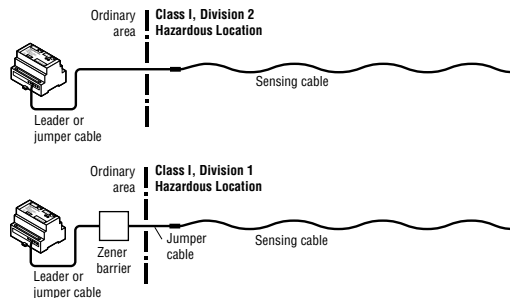 Ordinary
area
Class I, Division 2
Hazardous Location
Sensing cable
Leader or
jumper cable
Ordinary
area
Class I, Division 1
Hazardous Location
Zener
barrier
Jumper
cable
Sensing cable
Leader or
jumper cable